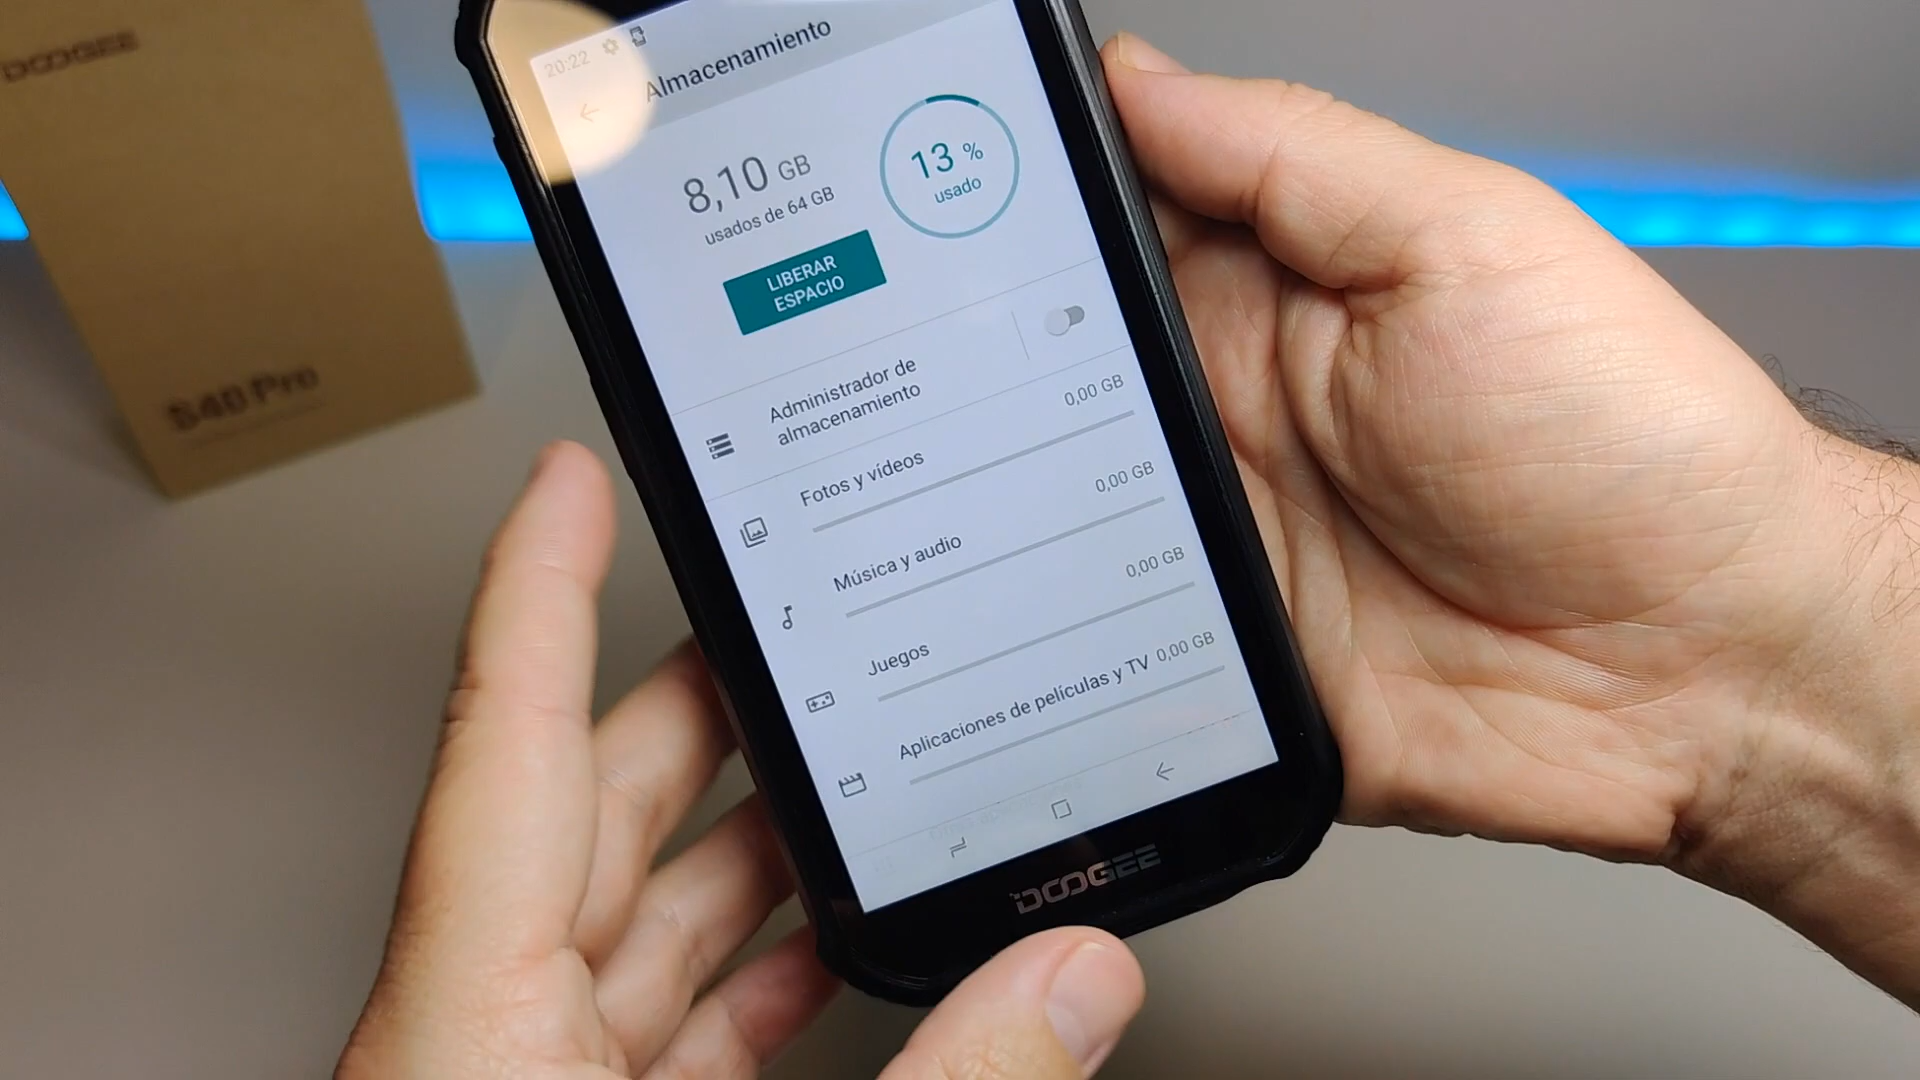 DOOGEE
S40 Pro
20:22
Almacenamiento
8,10 GB
usados de 64 GB
13 %
usado
LIBERAR
ESPACIO
Administrador de
almacenamiento
Fotos y vídeos
0,00 GB
Música y audio
0,00 GB
Juegos
0,00 GB
Aplicaciones de películas y TV
0,00 GB
DOOGEE